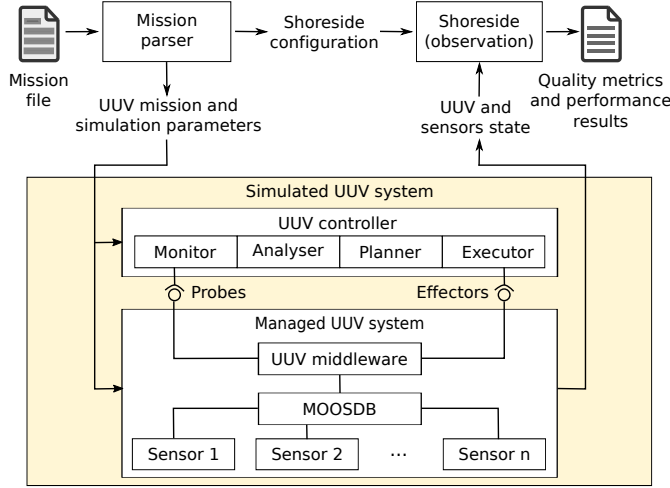 Mission
parser
Shoreside
configuration
Shoreside
(observation)
Mission
file
Quality metrics
and performance
results
UUV mission and
simulation parameters
UUV and
sensors state
Simulated UUV system
UUV controller
Monitor
Analyser
Planner
Executor
Probes
Effectors
Managed UUV system
UUV middleware
MOOSDB
Sensor 1
Sensor 2
...
Sensor n